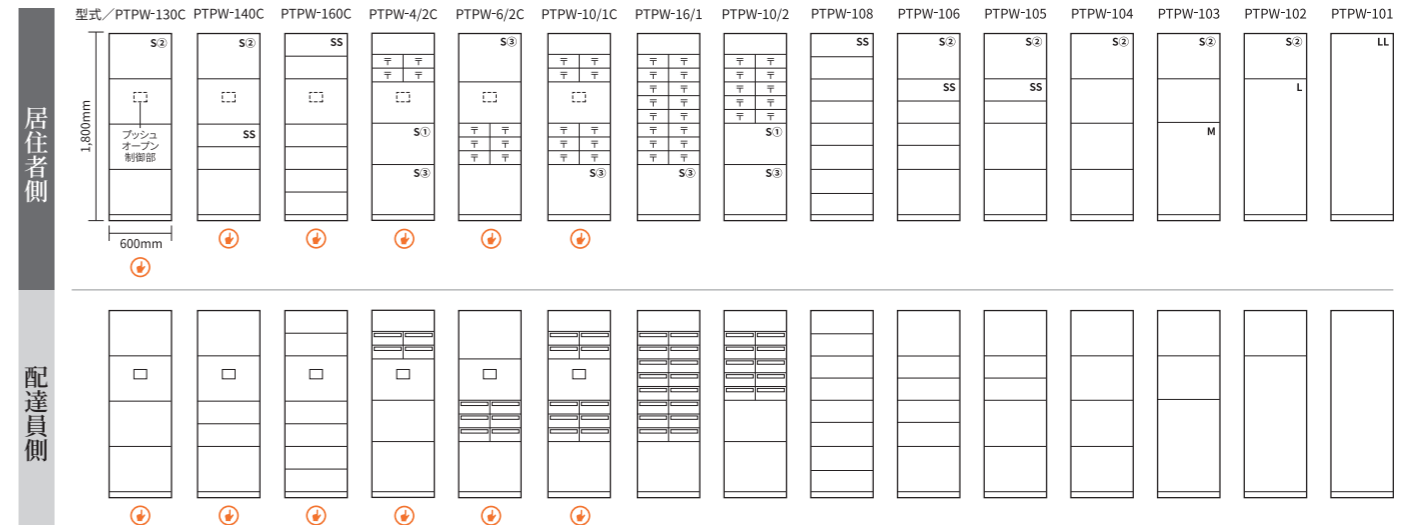 型式／PTPW-130C PTPW-140C PTPW-160C PTPW-4/2C PTPW-6/2C PTPW-10/1C PTPW-16/1 PTPW-10/2 PTPW-108 PTPW-106 PTPW-105 PTPW-104 PTPW-103 PTPW-102 PTPW-101
居住者側
1,800mm
S② S② SS S③ SS S② S② S② S② S② LL
〒 〒 〒 〒 〒 〒 〒 〒
〒 〒 〒 〒 〒 〒 〒 〒
SS SS L
〒 〒 〒 〒
〒 〒 〒 〒
〒 〒 〒 〒
プッシュ
オープン
制御部
SS S① S① M
〒 〒 〒 〒 〒 〒
〒 〒 〒 〒 〒 〒
〒 〒 〒 〒 〒 〒
S③ S③ S③ S③
600mm
配達員側